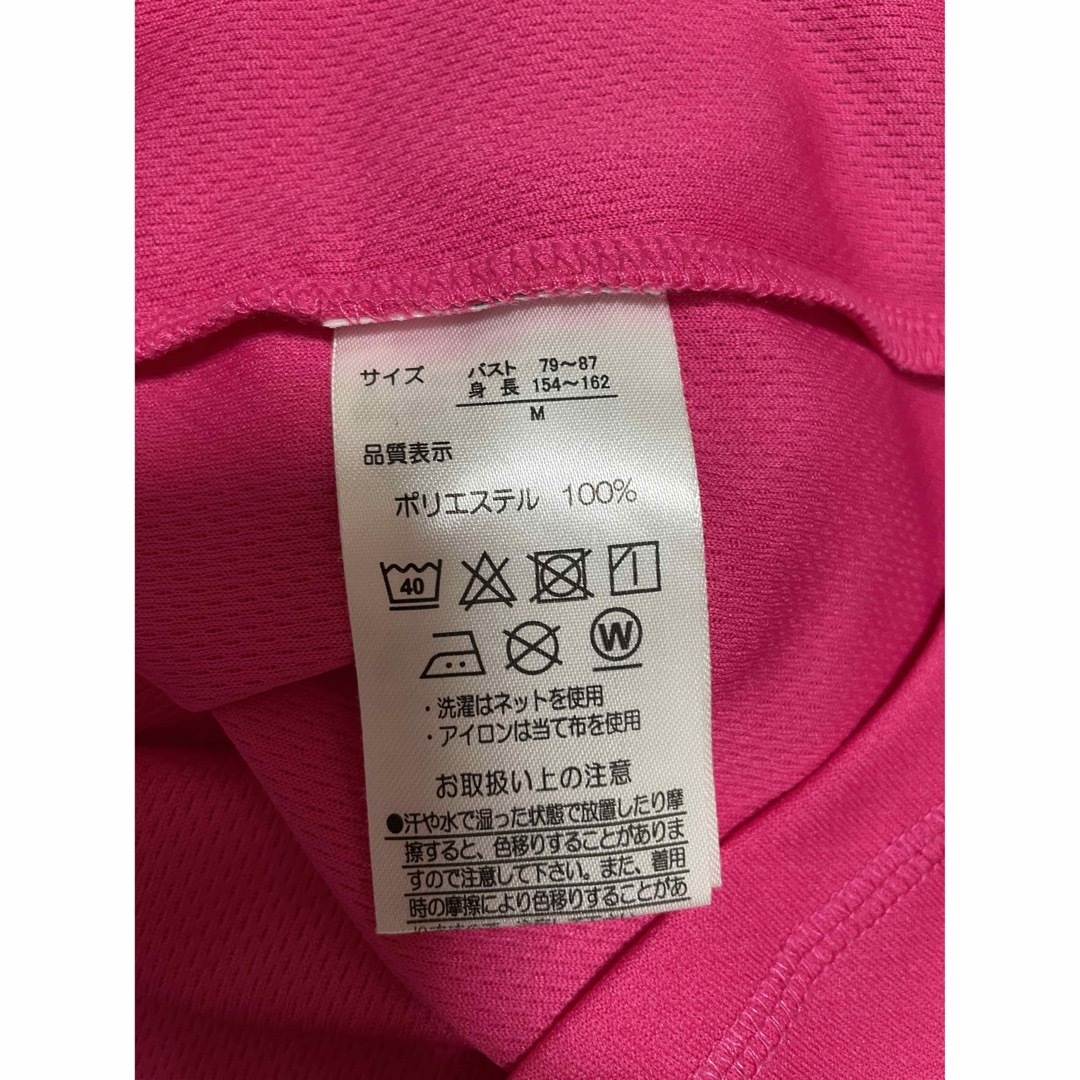 サイズ バスト 79〜87
身長 154〜162
M
品質表示
ポリエステル 100%
40
W
・洗濯はネットを使用
・アイロンは当て布を使用
お取扱い上の注意
●汗や水で湿った状態で放置したり摩
擦すると、色移りすることがありま
すので注意して下さい。また、着用
時の摩擦により色移りすることがあ